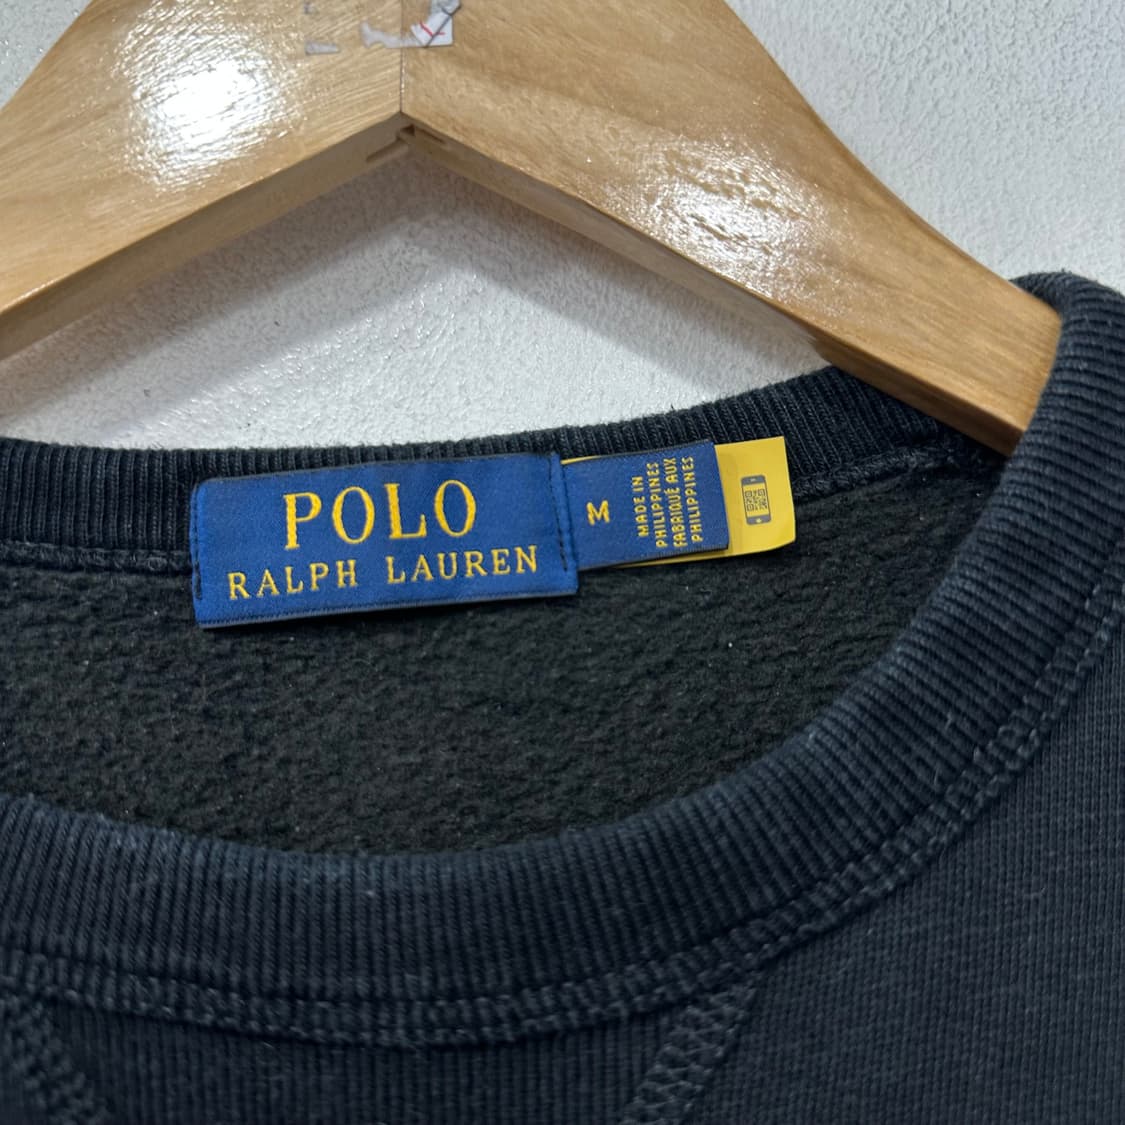 POLO
RALPH LAUREN
M
MADE IN
PHILIPPINES
FABRIQUÉ AUX
PHILIPPINES